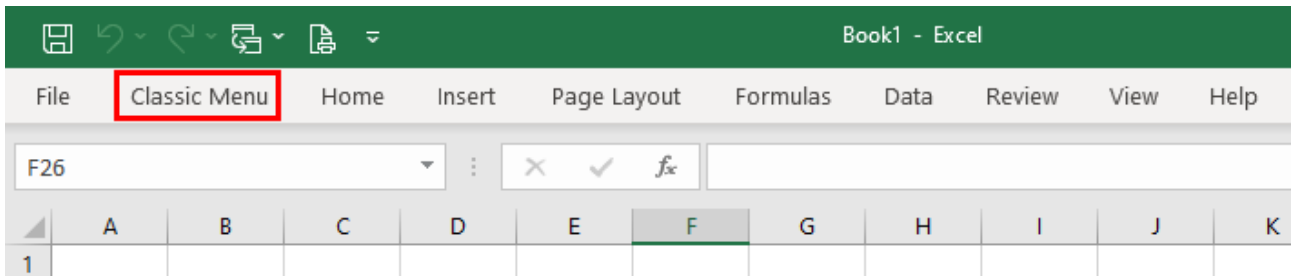 Book1 - Excel
File Classic Menu Home Insert Page Layout Formulas Data Review View Help
F26 fx
A B C D E F G H I J K
1